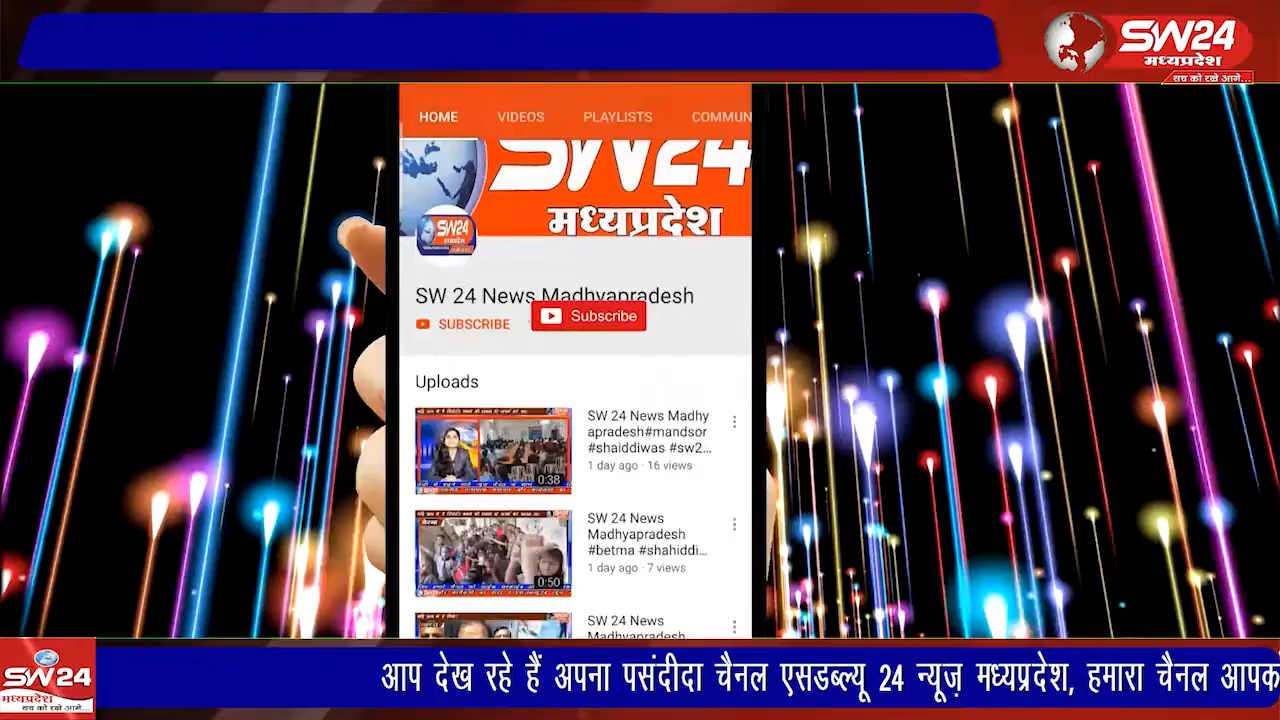 SW24
मध्यप्रदेश
सच को रखे आगे...
HOME VIDEOS PLAYLISTS COMMUN
SW24
मध्यप्रदेश
SW24
SW 24 News Madhyapradesh
SUBSCRIBE
Subscribe
Uploads
SW 24 News Madhy
apradesh#mandsor
#shaiddiwas #sw2...
1 day ago · 16 views
0:38
SW 24 News
Madhyapradesh
#betma #shahiddi...
1 day ago · 7 views
0:50
SW 24 News
Madhyapradesh
SW24
मध्यप्रदेश
सच को रखे आगे...
आप देख रहे हैं अपना पसंदीदा चैनल एसडब्ल्यू 24 न्यूज़ मध्यप्रदेश, हमारा चैनल आपक